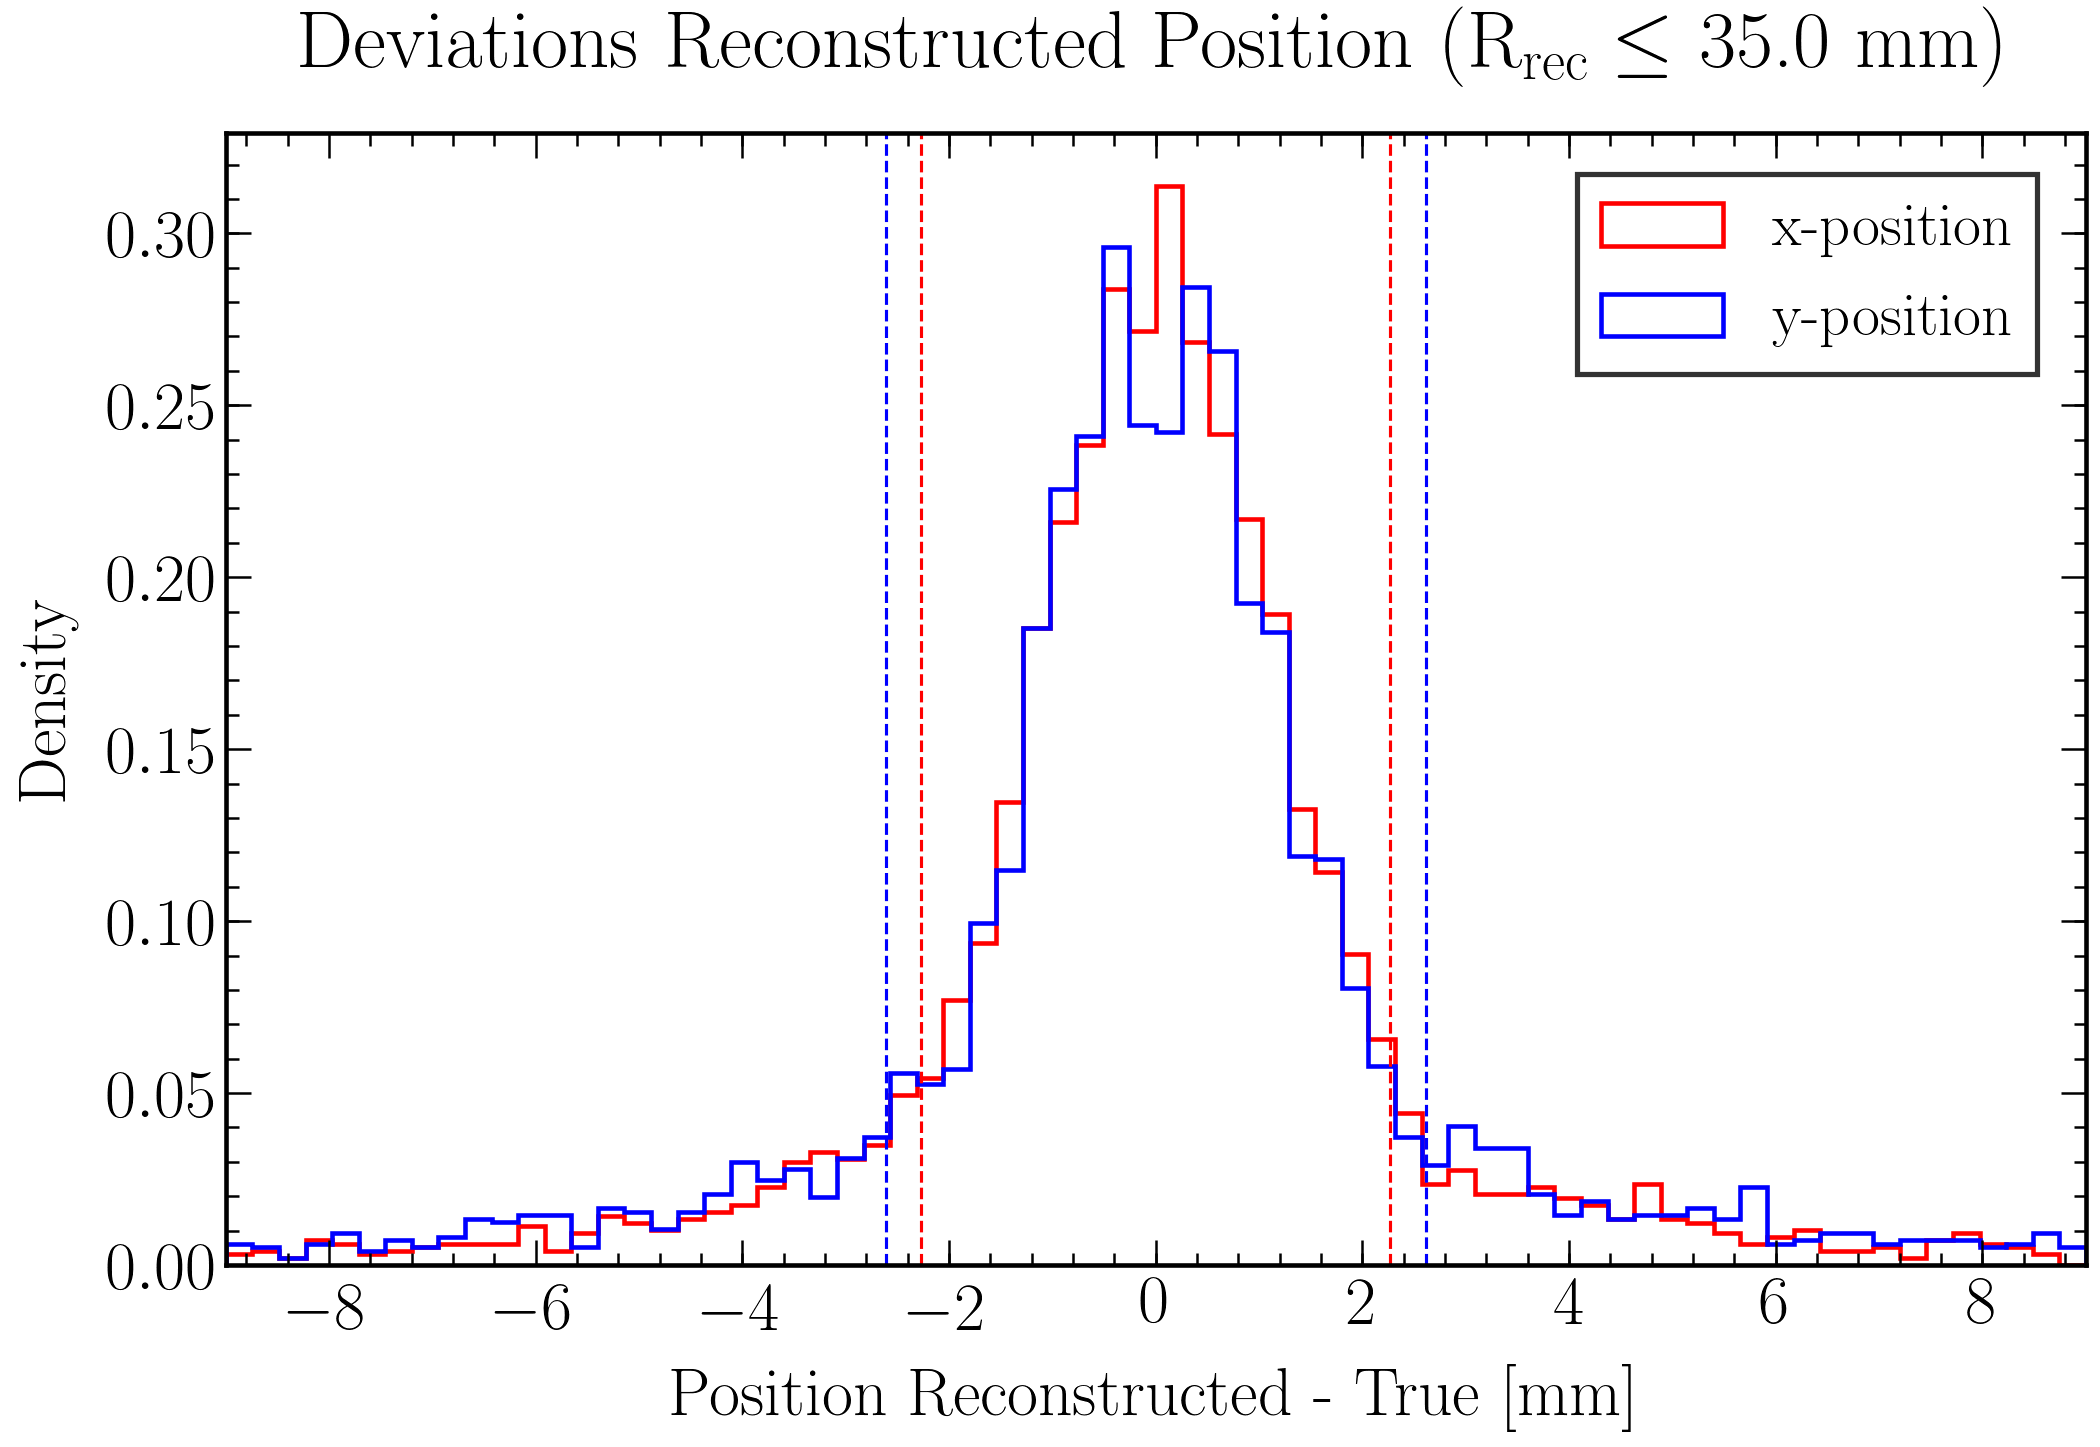 Deviations Reconstructed Position (R_rec ≤ 35.0 mm)
x-position
y-position
0.30
0.25
0.20
0.15
0.10
0.05
0.00
Density
−8 −6 −4 −2 0 2 4 6 8
Position Reconstructed - True [mm]